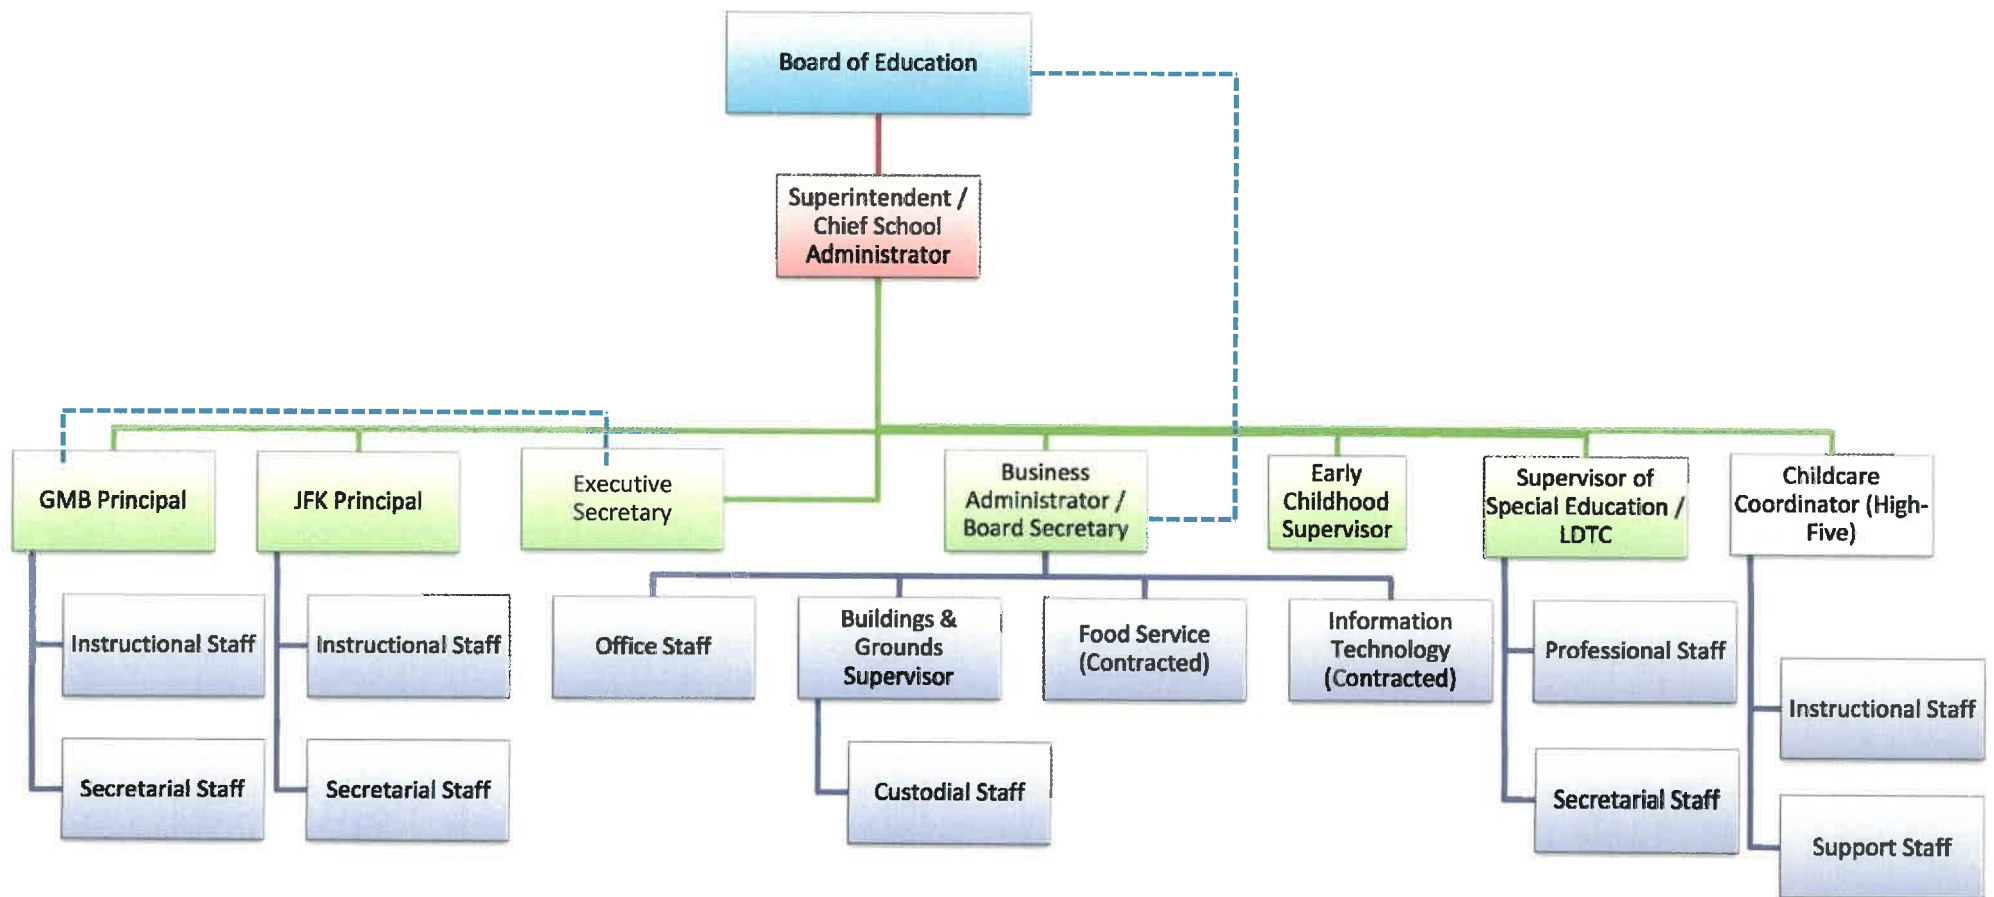 Board of Education
Superintendent /
Chief School
Administrator
GMB Principal
JFK Principal
Executive
Secretary
Business
Administrator /
Board Secretary
Early
Childhood
Supervisor
Supervisor of
Special Education /
LDTC
Childcare
Coordinator (High-
Five)
Instructional Staff
Instructional Staff
Office Staff
Buildings &
Grounds
Supervisor
Food Service
(Contracted)
Information
Technology
(Contracted)
Professional Staff
Instructional Staff
Secretarial Staff
Secretarial Staff
Custodial Staff
Secretarial Staff
Support Staff